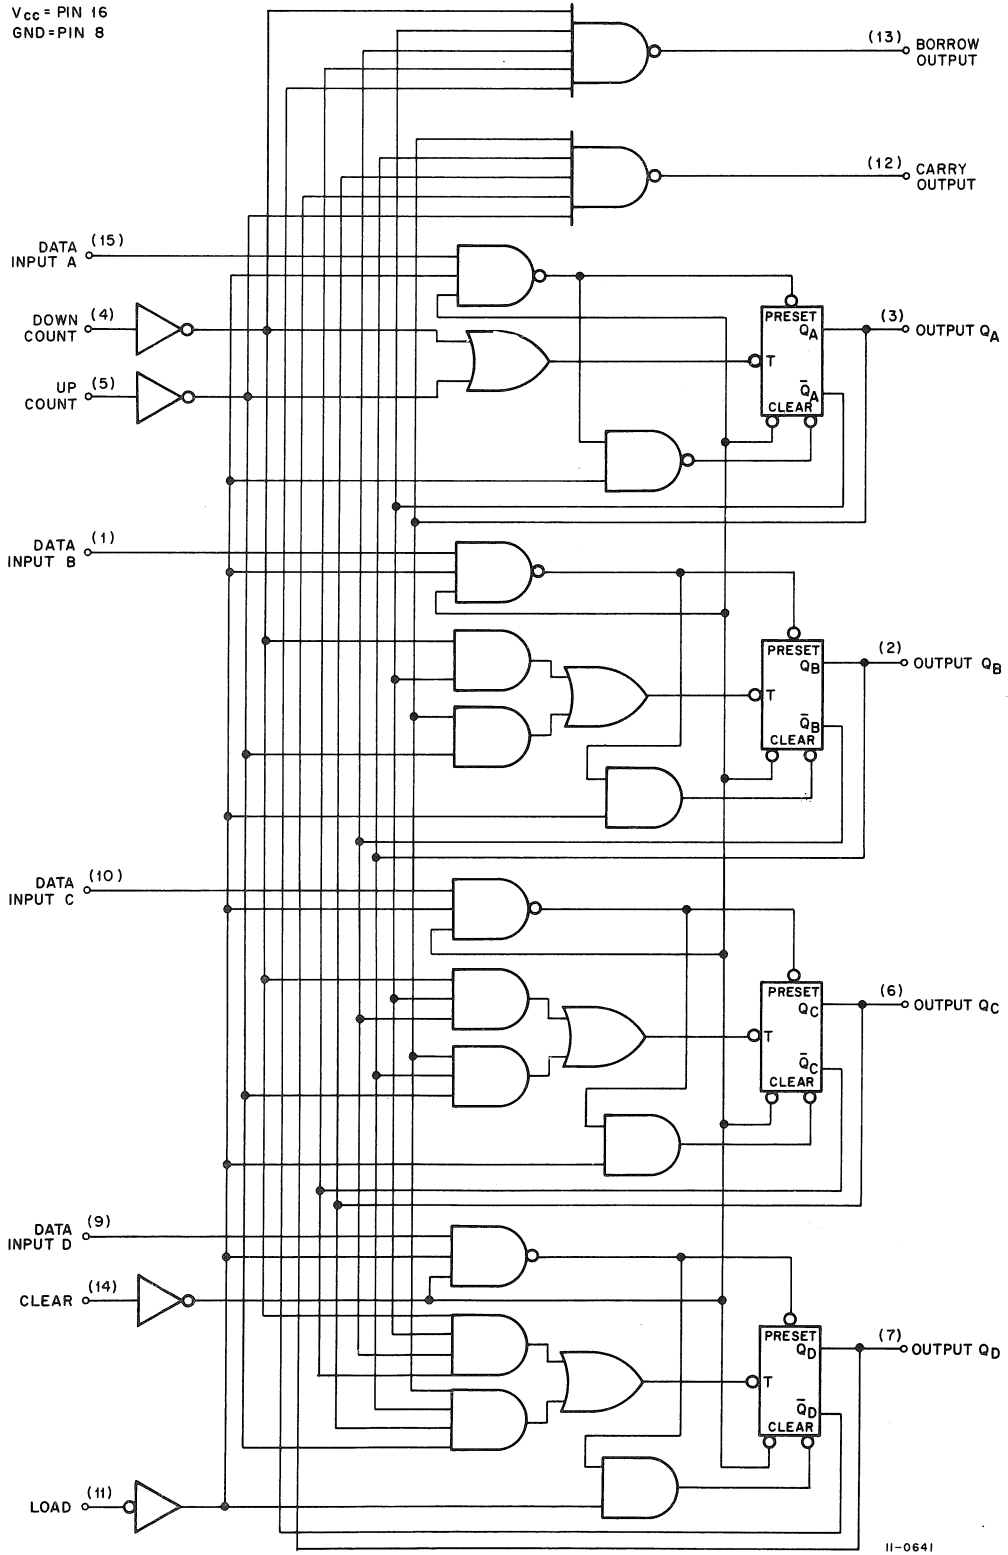 VCC = PIN 16
GND = PIN 8
(13)
BORROW
OUTPUT
(12)
CARRY
OUTPUT
DATA
INPUT A
(15)
DOWN
COUNT
(4)
UP
COUNT
(5)
PRESET
QA
T
Q̄A
CLEAR
(3)
OUTPUT QA
DATA
INPUT B
(1)
PRESET
QB
T
Q̄B
CLEAR
(2)
OUTPUT QB
DATA
INPUT C
(10)
PRESET
QC
T
Q̄C
CLEAR
(6)
OUTPUT QC
DATA
INPUT D
(9)
CLEAR
(14)
PRESET
QD
T
Q̄D
CLEAR
(7)
OUTPUT QD
LOAD
(11)
11-0641